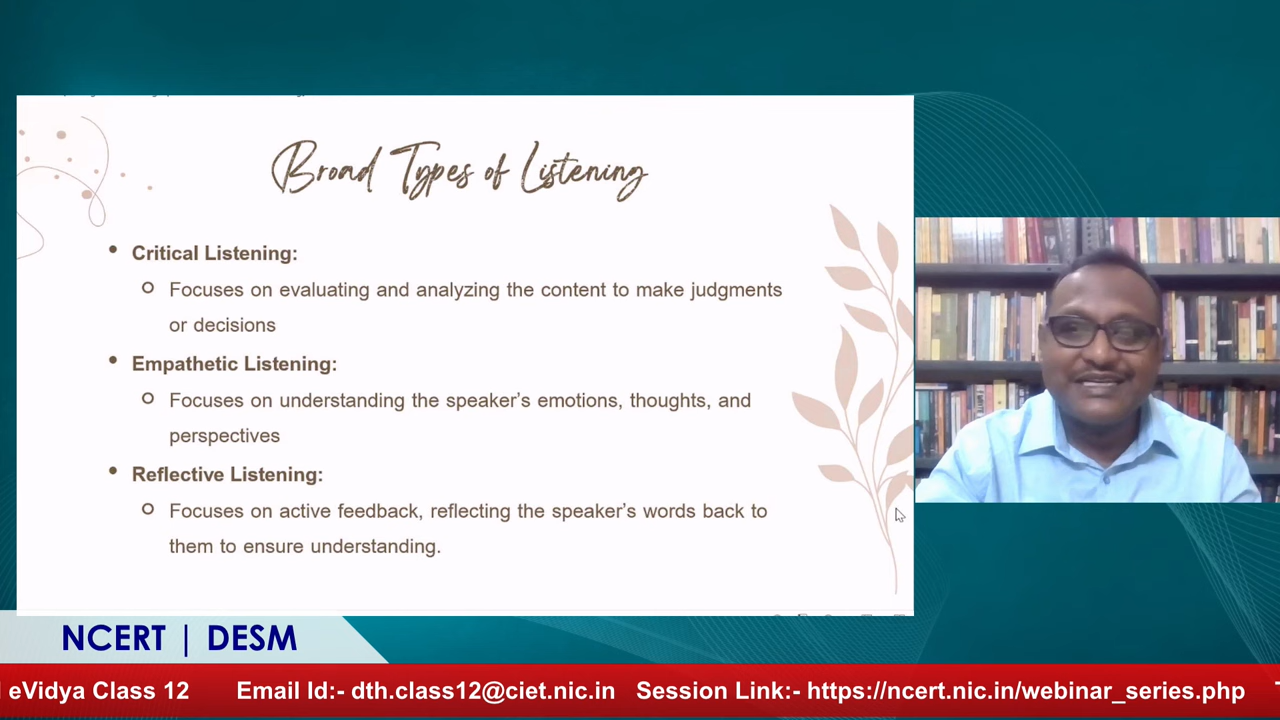 Broad Types of Listening
• Critical Listening:
Focuses on evaluating and analyzing the content to make judgments
or decisions
• Empathetic Listening:
Focuses on understanding the speaker’s emotions, thoughts, and
perspectives
• Reflective Listening:
Focuses on active feedback, reflecting the speaker’s words back to
them to ensure understanding.
NCERT | DESM
eVidya Class 12 Email Id:- dth.class12@ciet.nic.in Session Link:- https://ncert.nic.in/webinar_series.php